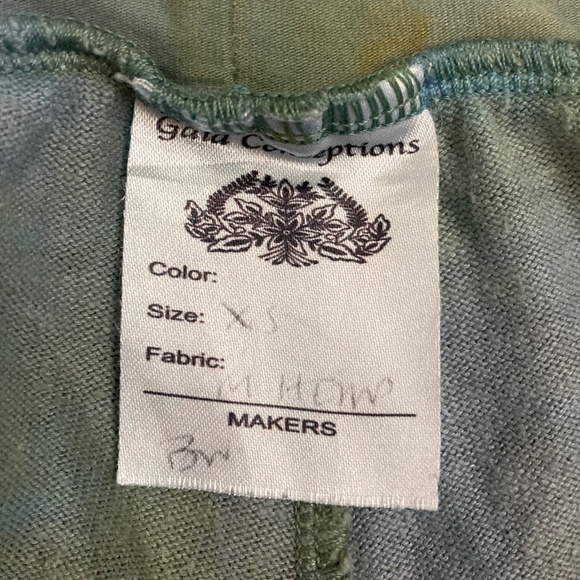 Gaia Conceptions
Color:
Size: XS
Fabric:
MAKERS